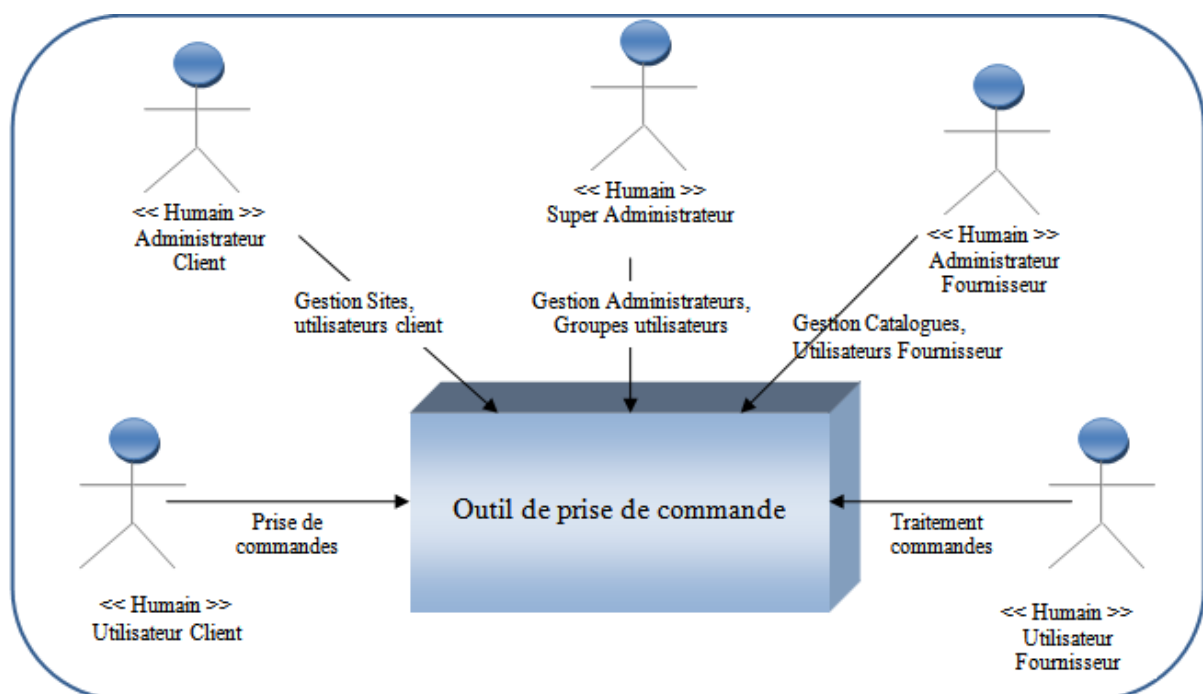 << Humain >>
Administrateur
Client
<< Humain >>
Super Administrateur
<< Humain >>
Administrateur
Fournisseur
Gestion Sites,
utilisateurs client
Gestion Administrateurs,
Groupes utilisateurs
Gestion Catalogues,
Utilisateurs Fournisseur
Outil de prise de commande
Prise de
commandes
Traitement
commandes
<< Humain >>
Utilisateur Client
<< Humain >>
Utilisateur
Fournisseur